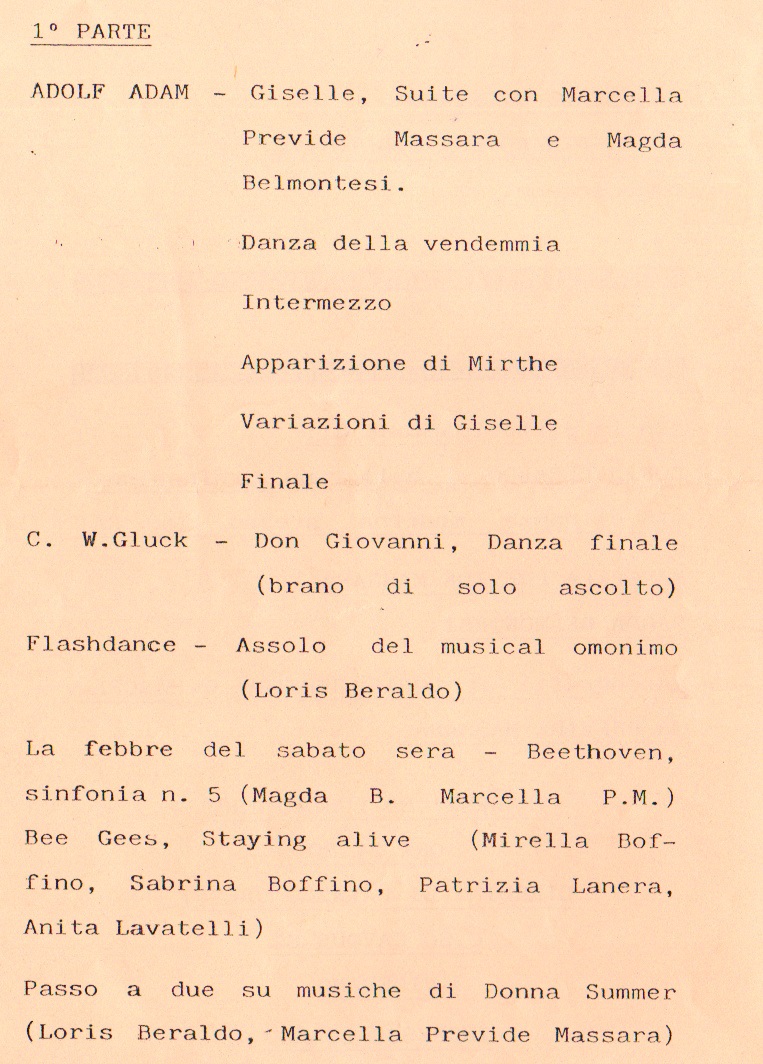 1º PARTE
ADOLF ADAM - Giselle, Suite con Marcella
Previde Massara e Magda
Belmontesi.
Danza della vendemmia
Intermezzo
Apparizione di Mirthe
Variazioni di Giselle
Finale
C. W.Gluck - Don Giovanni, Danza finale
(brano di solo ascolto)
Flashdance - Assolo del musical omonimo
(Loris Beraldo)
La febbre del sabato sera - Beethoven,
sinfonia n. 5 (Magda B. Marcella P.M.)
Bee Gees, Staying alive (Mirella Bof-
fino, Sabrina Boffino, Patrizia Lanera,
Anita Lavatelli)
Passo a due su musiche di Donna Summer
(Loris Beraldo, Marcella Previde Massara)